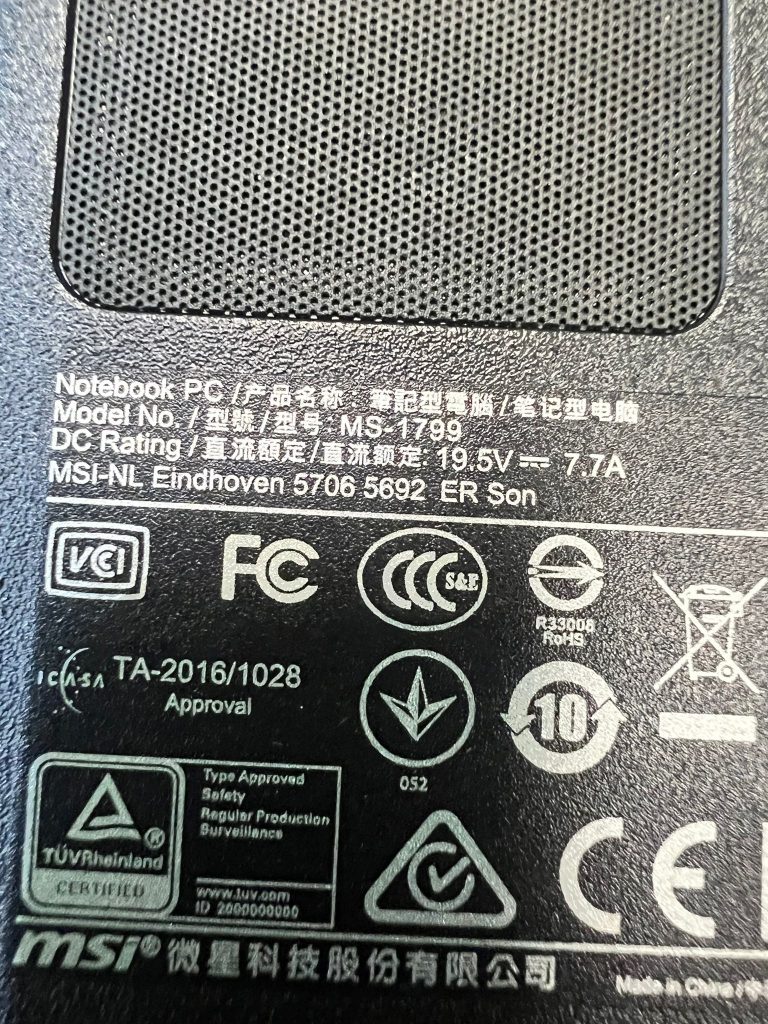 Notebook PC / 产品名称 : 筆記型電腦 / 笔记型电脑
Model No. / 型號 / 型号: MS-1799
DC Rating / 直流額定 / 直流额定: 19.5V ⎓ 7.7A
MSI-NL Eindhoven 5706 5692 ER Son
VCI
FC
CCC S&E
R33006
RoHS
ICASA TA-2016/1028
Approval
052
10
TÜVRheinland
CERTIFIED
Type Approved
Safety
Regular Production
Surveillance
www.tuv.com
ID 2000000000
CE
msi® 微星科技股份有限公司
Made in China /